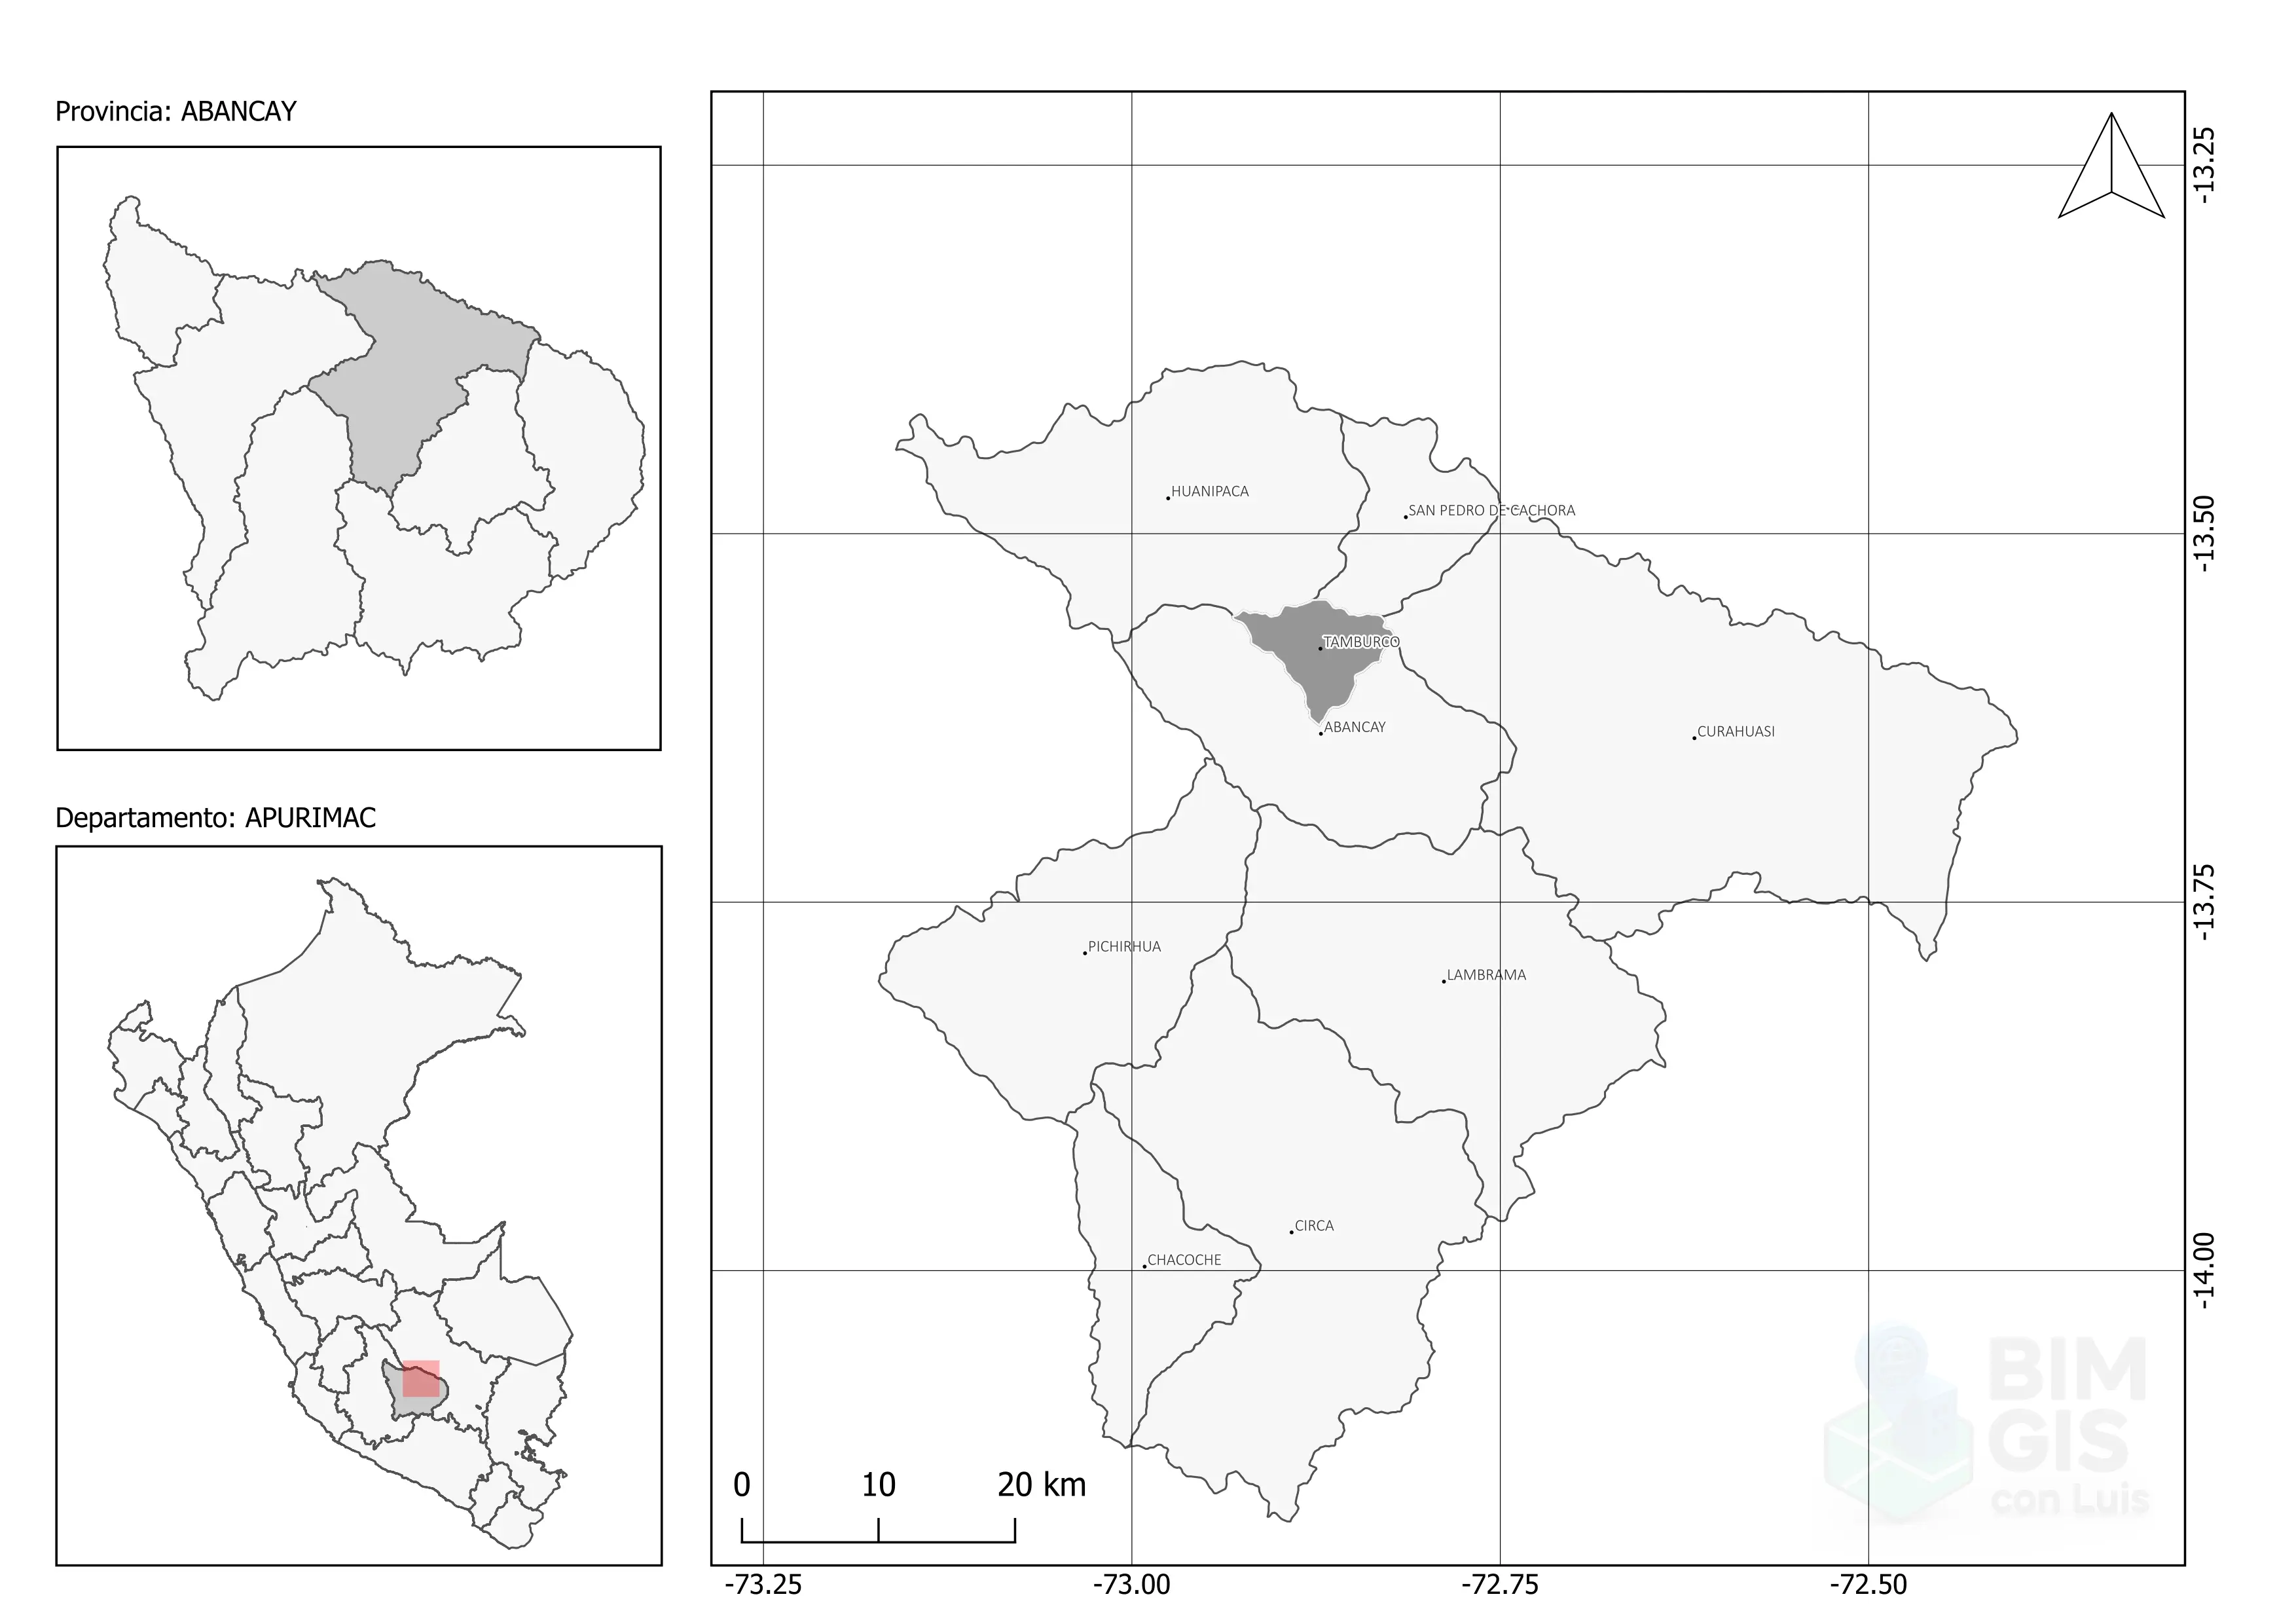 Provincia: ABANCAY
Departamento: APURIMAC
HUANIPACA
SAN PEDRO DE CACHORA
TAMBURCO
ABANCAY
CURAHUASI
PICHIRHUA
LAMBRAMA
CIRCA
CHACOCHE
0 10 20 km
-13.25
-13.50
-13.75
-14.00
-73.25 -73.00 -72.75 -72.50
BIM
GIS
con Luis